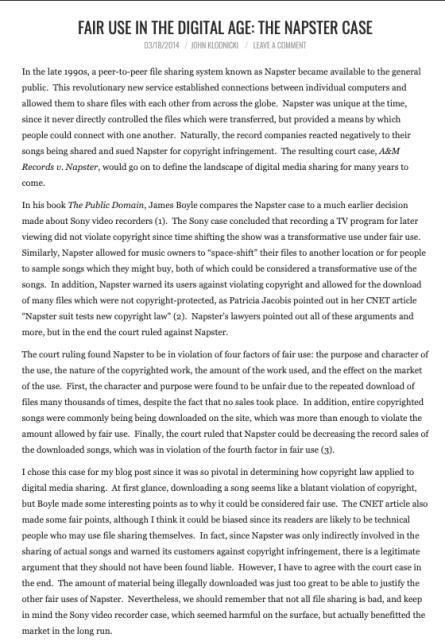 FAIR USE IN THE DIGITAL AGE: THE NAPSTER CASE
03/18/2014 / JOHN KLODNICKI / LEAVE A COMMENT
In the late 1990s, a peer-to-peer file sharing system known as Napster became available to the general
public. This revolutionary new service established connections between individual computers and
allowed them to share files with each other from across the globe. Napster was unique at the time,
since it never directly controlled the files which were transferred, but provided a means by which
people could connect with one another. Naturally, the record companies reacted negatively to their
songs being shared and sued Napster for copyright infringement. The resulting court case, A&M
Records v. Napster, would go on to define the landscape of digital media sharing for many years to
come.
In his book The Public Domain, James Boyle compares the Napster case to a much earlier decision
made about Sony video recorders (1). The Sony case concluded that recording a TV program for later
viewing did not violate copyright since time shifting the show was a transformative use under fair use.
Similarly, Napster allowed for music owners to “space-shift” their files to another location or for people
to sample songs which they might buy, both of which could be considered a transformative use of the
songs. In addition, Napster warned its users against violating copyright and allowed for the download
of many files which were not copyright-protected, as Patricia Jacobis pointed out in her CNET article
“Napster suit tests new copyright law” (2). Napster’s lawyers pointed out all of these arguments and
more, but in the end the court ruled against Napster.
The court ruling found Napster to be in violation of four factors of fair use: the purpose and character of
the use, the nature of the copyrighted work, the amount of the work used, and the effect on the market
of the use. First, the character and purpose were found to be unfair due to the repeated download of
files many thousands of times, despite the fact that no sales took place. In addition, entire copyrighted
songs were commonly being being downloaded on the site, which was more than enough to violate the
amount allowed by fair use. Finally, the court ruled that Napster could be decreasing the record sales of
the downloaded songs, which was in violation of the fourth factor in fair use (3).
I chose this case for my blog post since it was so pivotal in determining how copyright law applied to
digital media sharing. At first glance, downloading a song seems like a blatant violation of copyright,
but Boyle made some interesting points as to why it could be considered fair use. The CNET article also
made some fair points, although I think it could be biased since its readers are likely to be technical
people who may use file sharing themselves. In fact, since Napster was only indirectly involved in the
sharing of actual songs and warned its customers against copyright infringement, there is a legitimate
argument that they should not have been found liable. However, I have to agree with the court case in
the end. The amount of material being illegally downloaded was just too great to be able to justify the
other fair uses of Napster. Nevertheless, we should remember that not all file sharing is bad, and keep
in mind the Sony video recorder case, which seemed harmful on the surface, but actually benefitted the
market in the long run.